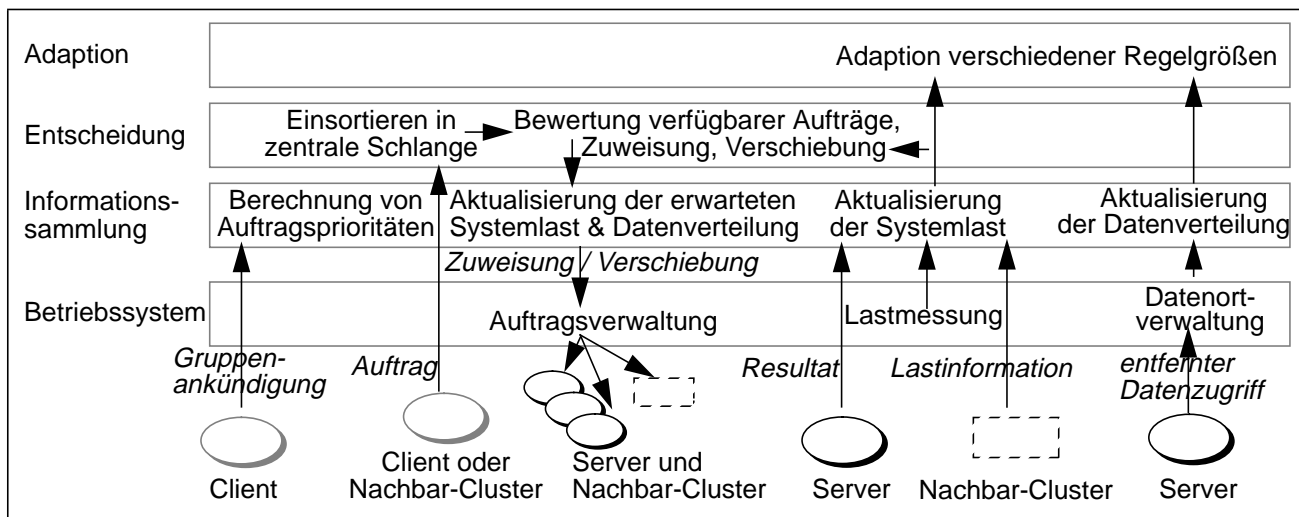 Adaption
Adaption verschiedener Regelgrößen
Entscheidung
Einsortieren in
zentrale Schlange
Bewertung verfügbarer Aufträge,
Zuweisung, Verschiebung
Informations-
sammlung
Berechnung von
Auftragsprioritäten
Aktualisierung der erwarteten
Systemlast & Datenverteilung
Aktualisierung
der Systemlast
Aktualisierung
der Datenverteilung
Zuweisung / Verschiebung
Betriebssystem
Auftragsverwaltung
Lastmessung
Datenort-
verwaltung
Gruppen-
ankündigung
Auftrag
Resultat
Lastinformation
entfernter
Datenzugriff
Client
Client oder
Nachbar-Cluster
Server und
Nachbar-Cluster
Server
Nachbar-Cluster
Server